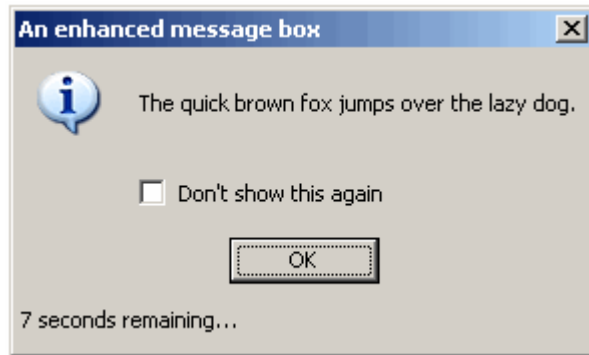 An enhanced message box
The quick brown fox jumps over the lazy dog.
Don't show this again
OK
7 seconds remaining...